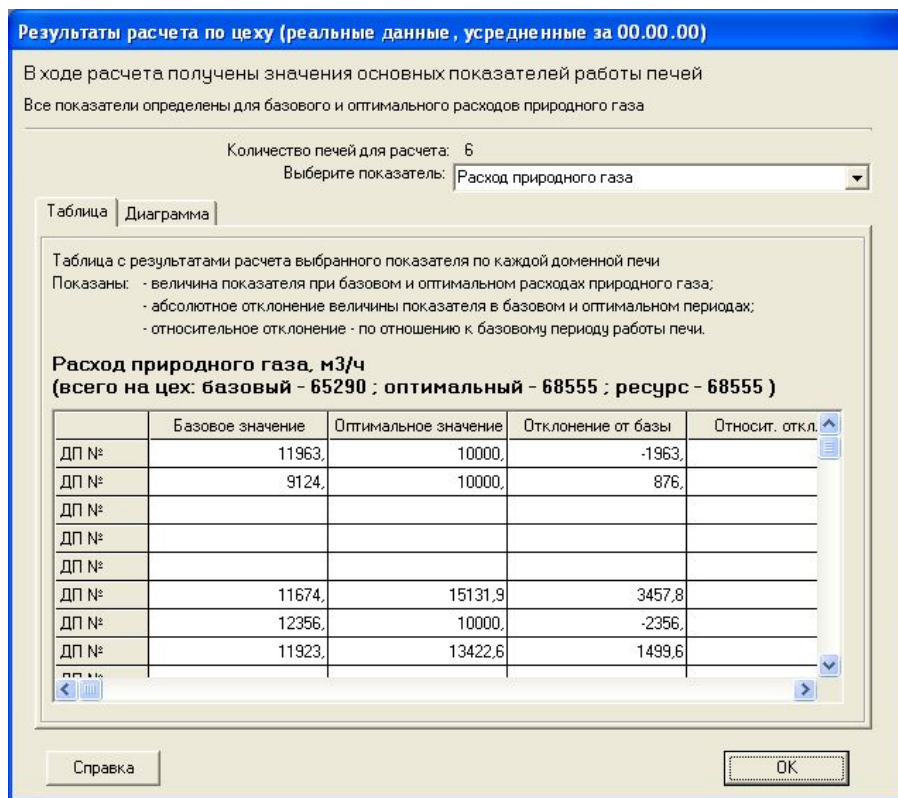 Результаты расчета по цеху (реальные данные, усредненные за 00.00.00)
В ходе расчета получены значения основных показателей работы печей
Все показатели определены для базового и оптимального расходов природного газа
Количество печей для расчета: 6
Выберите показатель: Расход природного газа
Таблица Диаграмма
Таблица с результатами расчета выбранного показателя по каждой доменной печи
Показаны: - величина показателя при базовом и оптимальном расходах природного газа;
- абсолютное отклонение величины показателя в базовом и оптимальном периодах;
- относительное отклонение - по отношению к базовому периоду работы печи.
Расход природного газа, м3/ч
(всего на цех: базовый - 65290 ; оптимальный - 68555 ; ресурс - 68555 )
Базовое значение Оптимальное значение Отклонение от базы Относит. откл.
ДП № 11963, 10000, -1963,
ДП № 9124, 10000, 876,
ДП №
ДП №
ДП №
ДП № 11674, 15131,9 3457,8
ДП № 12356, 10000, -2356,
ДП № 11923, 13422,6 1499,6
Справка OK